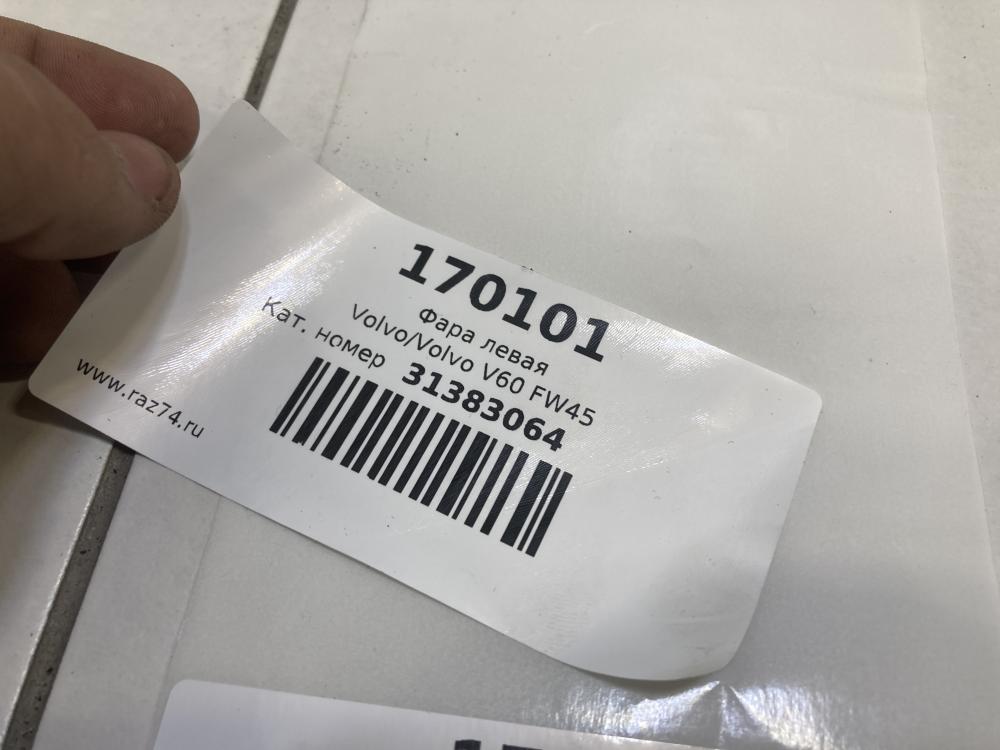 170101
Фара левая
Volvo/Volvo V60 FW45
Кат. номер 31383064
www.raz74.ru